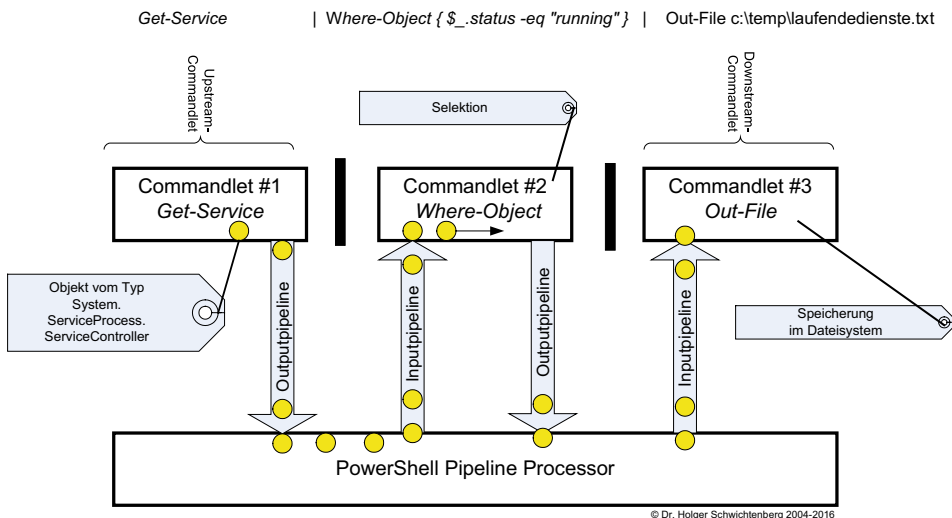 Get-Service | Where-Object { $_.status -eq "running" } | Out-File c:\temp\laufendedienste.txt
Upstream-
Commandlet
Selektion
Downstream-
Commandlet
Commandlet #1
Get-Service
Commandlet #2
Where-Object
Commandlet #3
Out-File
Objekt vom Typ
System.
ServiceProcess.
ServiceController
Outputpipeline
Inputpipeline
Outputpipeline
Inputpipeline
Speicherung
im Dateisystem
PowerShell Pipeline Processor
© Dr. Holger Schwichtenberg 2004-2016